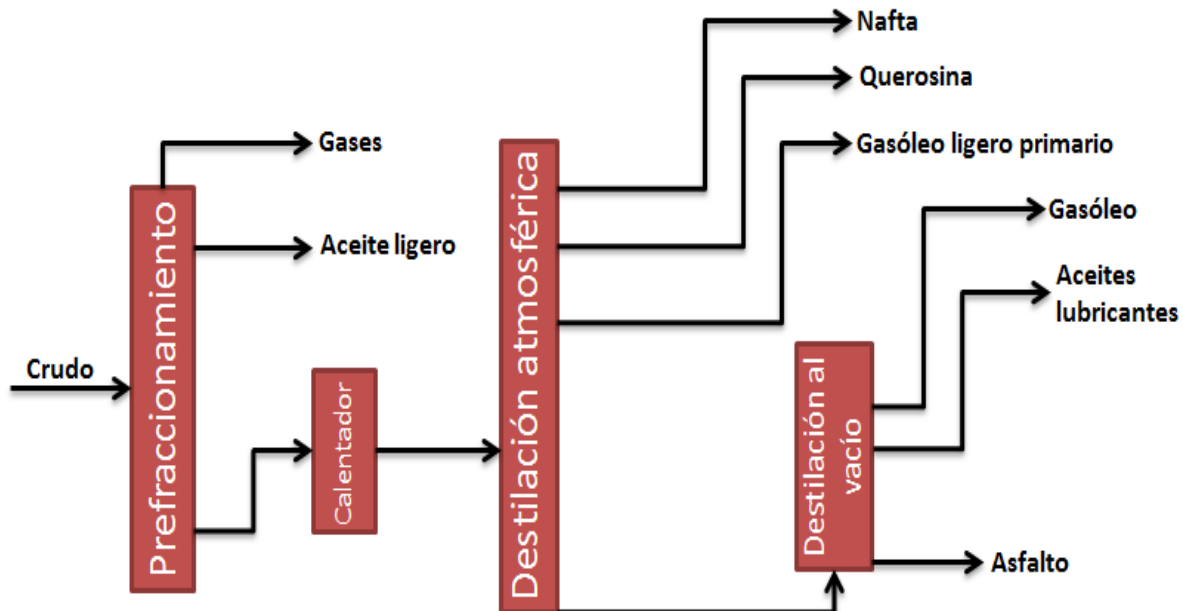 Nafta
Querosina
Gases
Gasóleo ligero primario
Prefraccionamiento
Aceite ligero
Destilación atmosférica
Gasóleo
Aceites
lubricantes
Crudo
Calentador
Destilación al
vacío
Asfalto